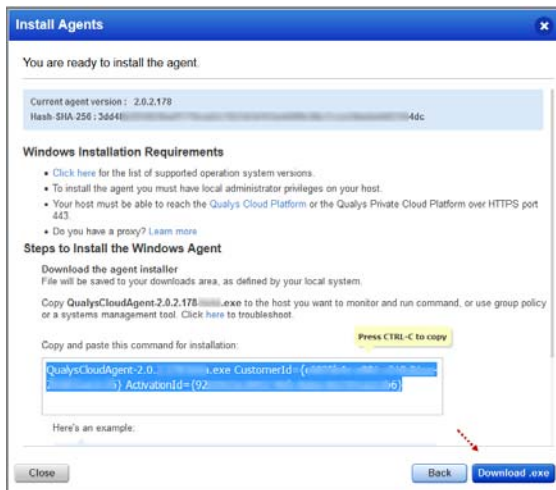 Install Agents
You are ready to install the agent.
Current agent version : 2.0.2.178
Hash-SHA-256 : 3dd48 4dc
Windows Installation Requirements
• Click here for the list of supported operation system versions.
• To install the agent you must have local administrator privileges on your host.
• Your host must be able to reach the Qualys Cloud Platform or the Qualys Private Cloud Platform over HTTPS port
443.
• Do you have a proxy? Learn more
Steps to Install the Windows Agent
Download the agent installer
File will be saved to your downloads area, as defined by your local system.
Copy QualysCloudAgent-2.0.2.178 .exe to the host you want to monitor and run command, or use group policy
or a systems management tool. Click here to troubleshoot.
Press CTRL-C to copy
Copy and paste this command for installation:
QualysCloudAgent-2.0. .exe CustomerId={
} ActivationId={92 b6}
Here's an example:
Close
Back
Download .exe